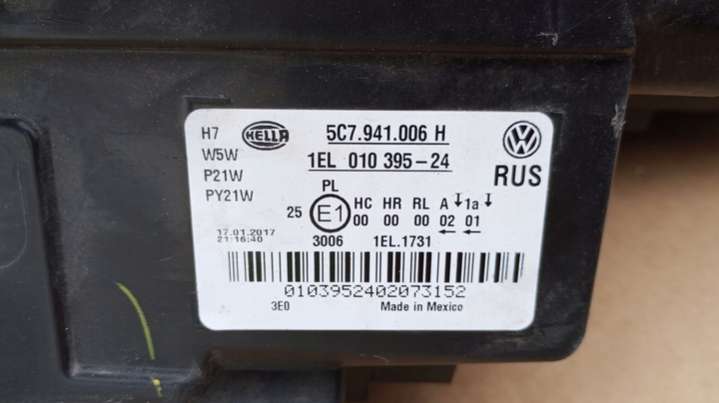 H7
W5W
P21W
PY21W
HELLA
5C7.941.006 H
1EL 010 395-24
RUS
PL
25
E1
HC HR RL A 1a
00 00 00 02 01
17.01.2017
21:16:40
3006 1EL.1731
0103952402073152
3E0
Made in Mexico